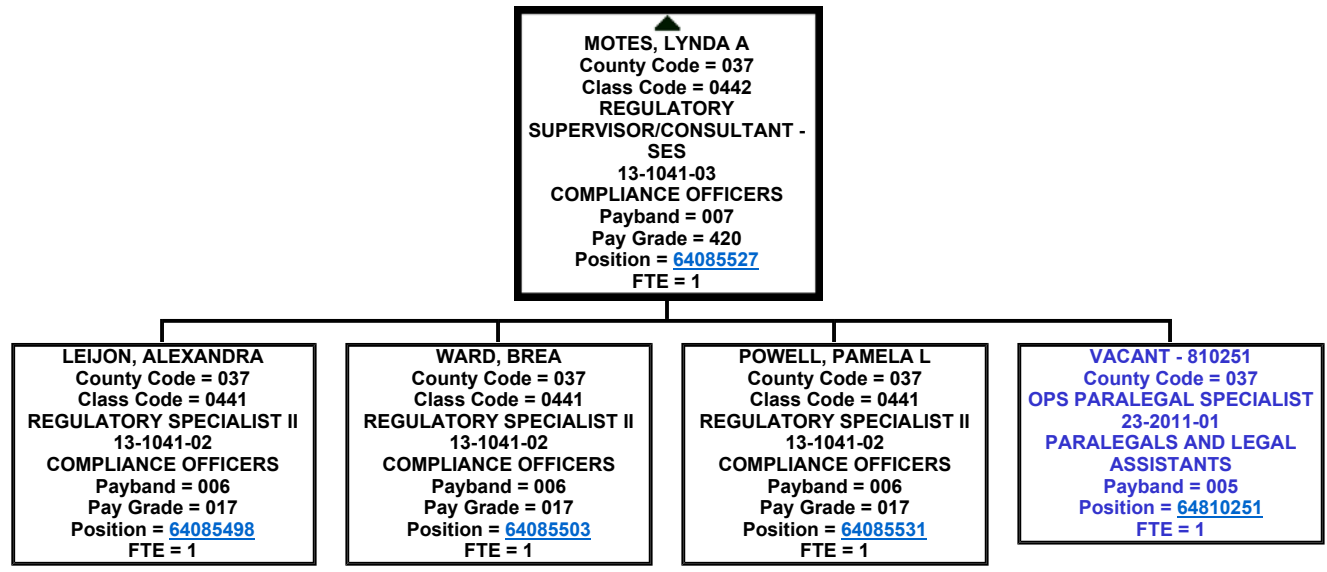 MOTES, LYNDA A
County Code = 037
Class Code = 0442
REGULATORY
SUPERVISOR/CONSULTANT -
SES
13-1041-03
COMPLIANCE OFFICERS
Payband = 007
Pay Grade = 420
Position = 64085527
FTE = 1
LEIJON, ALEXANDRA
County Code = 037
Class Code = 0441
REGULATORY SPECIALIST II
13-1041-02
COMPLIANCE OFFICERS
Payband = 006
Pay Grade = 017
Position = 64085498
FTE = 1
WARD, BREA
County Code = 037
Class Code = 0441
REGULATORY SPECIALIST II
13-1041-02
COMPLIANCE OFFICERS
Payband = 006
Pay Grade = 017
Position = 64085503
FTE = 1
POWELL, PAMELA L
County Code = 037
Class Code = 0441
REGULATORY SPECIALIST II
13-1041-02
COMPLIANCE OFFICERS
Payband = 006
Pay Grade = 017
Position = 64085531
FTE = 1
VACANT - 810251
County Code = 037
OPS PARALEGAL SPECIALIST
23-2011-01
PARALEGALS AND LEGAL
ASSISTANTS
Payband = 005
Position = 64810251
FTE = 1